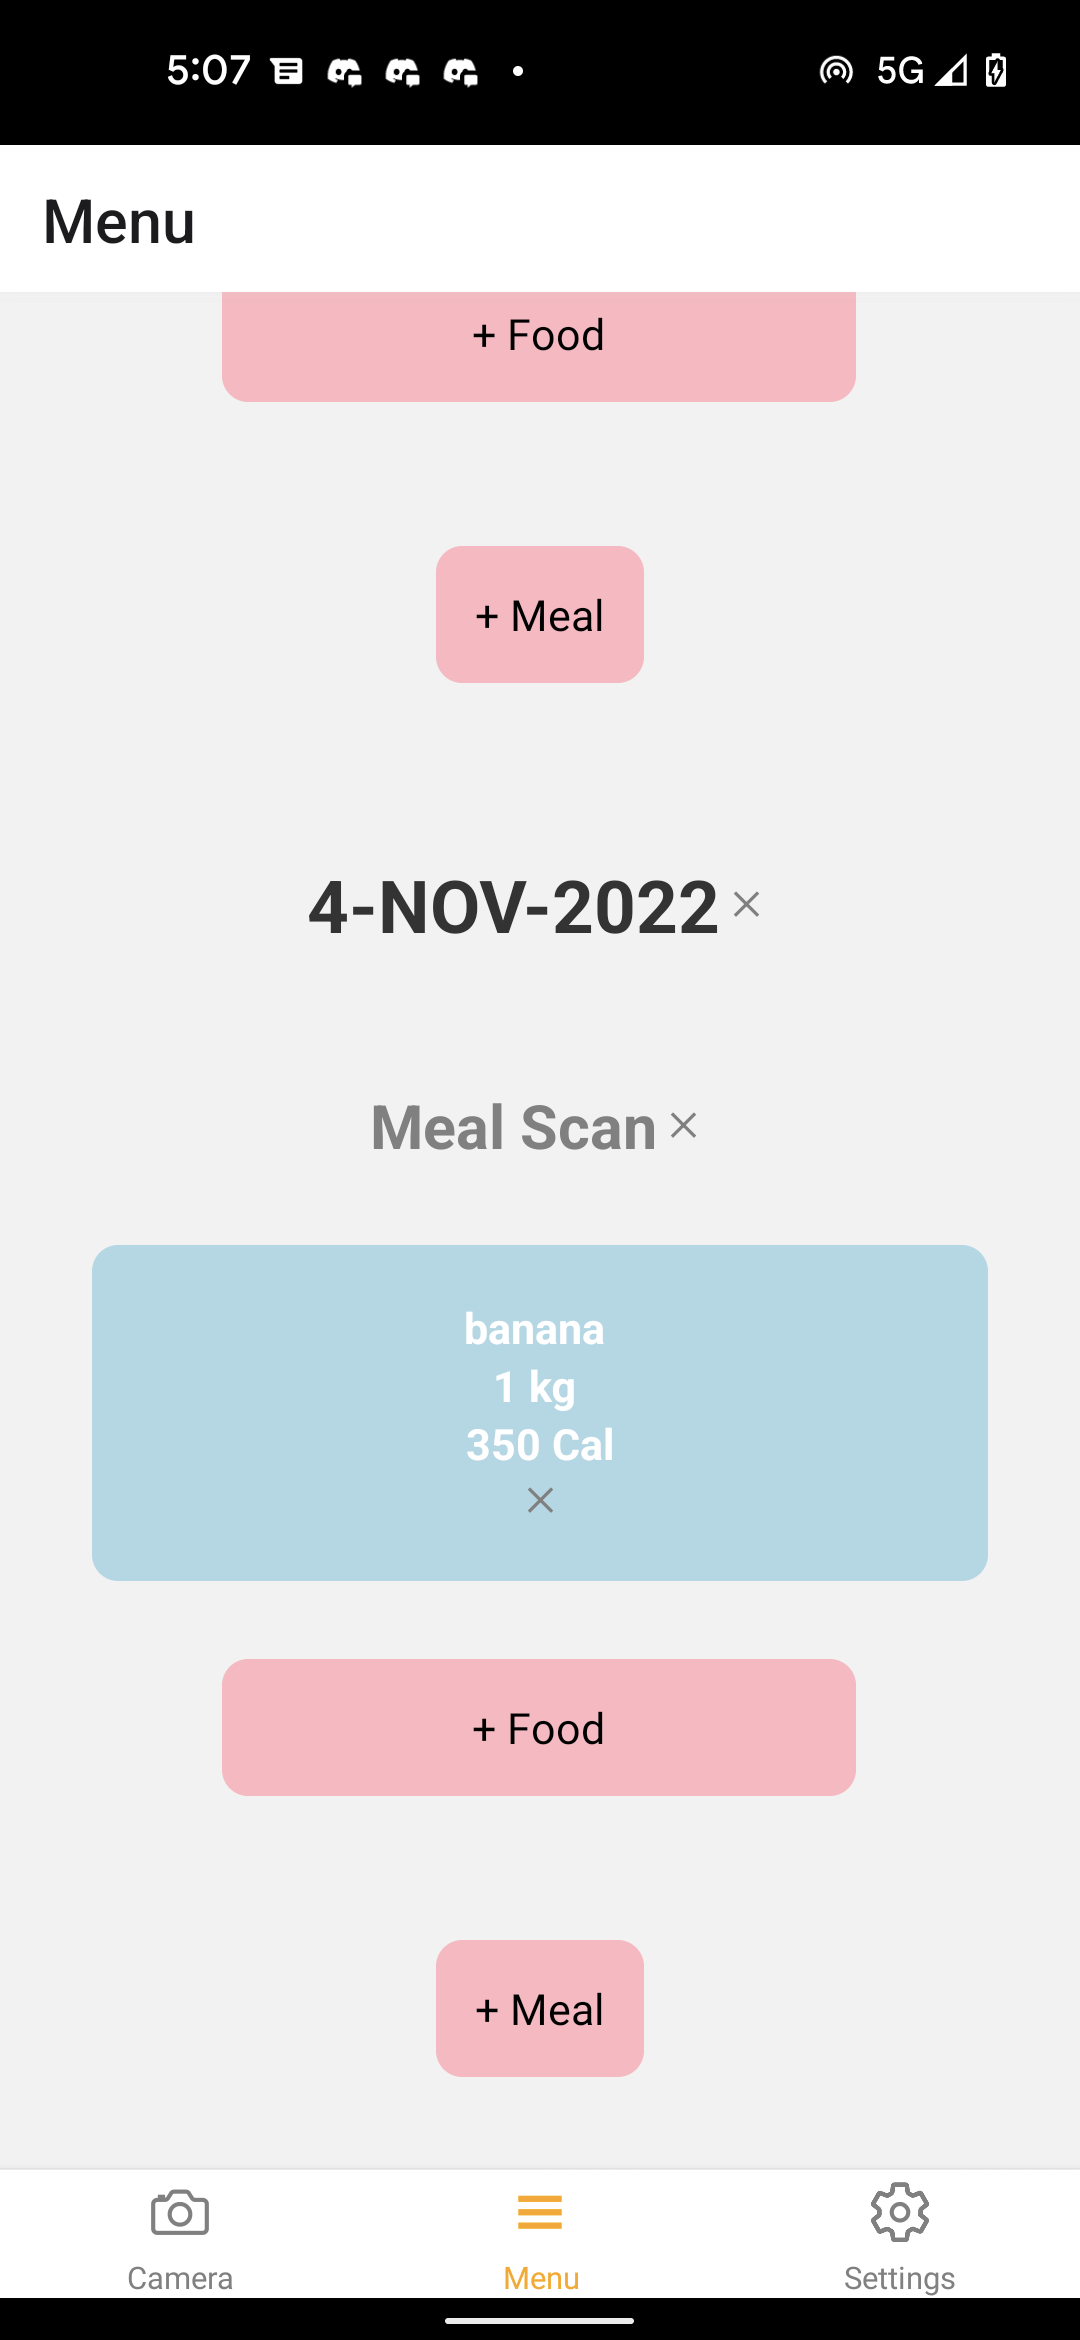 5:07 5G
Menu
+ Food
+ Meal
4-NOV-2022
Meal Scan
banana
1 kg
350 Cal
+ Food
+ Meal
Camera Menu Settings